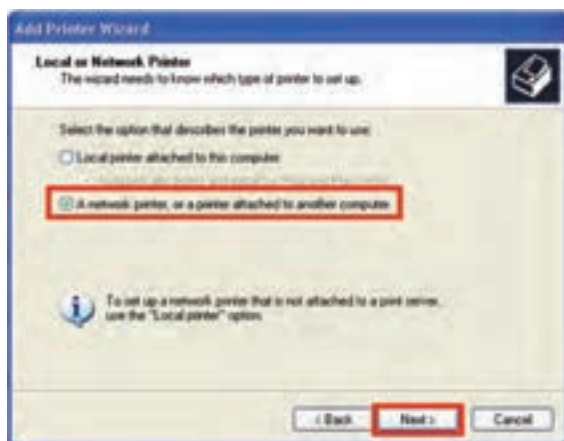 Add Printer Wizard
Local or Network Printer
The wizard needs to know which type of printer to set up.
Select the option that describes the printer you want to use:
Local printer attached to this computer
A network printer, or a printer attached to another computer
To set up a network printer that is not attached to a print server,
use the "Local printer" option.
< Back
Next >
Cancel